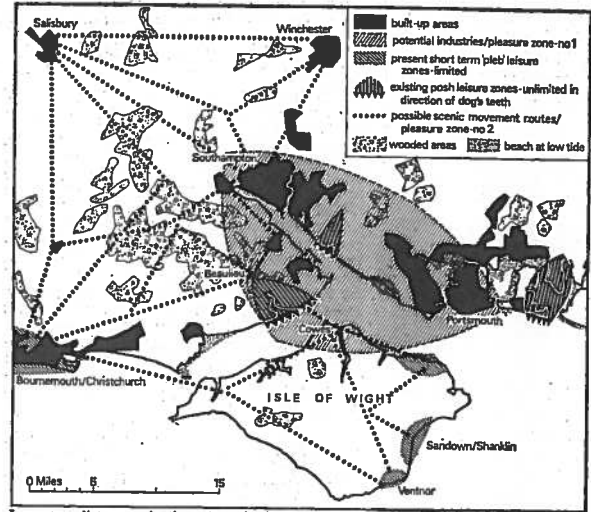 Salisbury
Winchester
built-up areas
potential industries/pleasure zone-no1
present short term 'pleb' leisure
zones-limited
existing posh leisure zones-unlimited in
direction of dog's teeth
possible scenic movement routes/
pleasure zone-no 2
wooded areas
beach at low tide
Southampton
Beaulieu
Portsmouth
Cowes
Bournemouth/Christchurch
ISLE OF WIGHT
Sandown/Shanklin
Ventnor
0 Miles 5 15